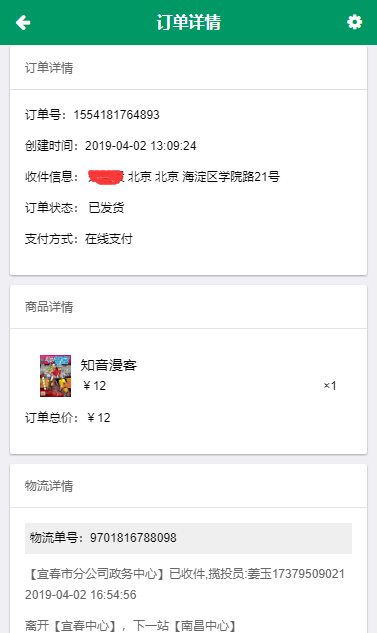 订单详情
订单详情
订单号：1554181764893
创建时间：2019-04-02 13:09:24
收件信息： 北京 北京 海淀区学院路21号
订单状态： 已发货
支付方式：在线支付
商品详情
知音漫客
￥12 ×1
订单总价：￥12
物流详情
物流单号：9701816788098
【宜春市分公司政务中心】已收件,揽投员:姜玉17379509021
2019-04-02 16:54:56
离开【宜春中心】，下一站【南昌中心】